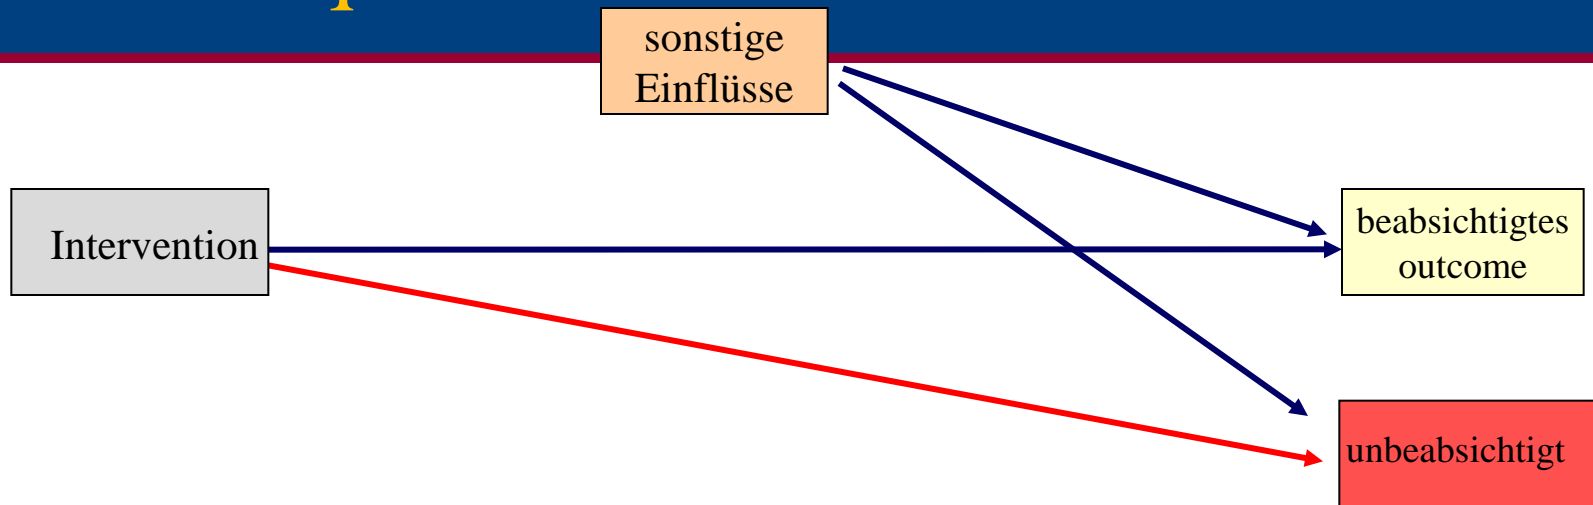 sonstige
Einflüsse
Intervention
beabsichtigtes
outcome
unbeabsichtigt